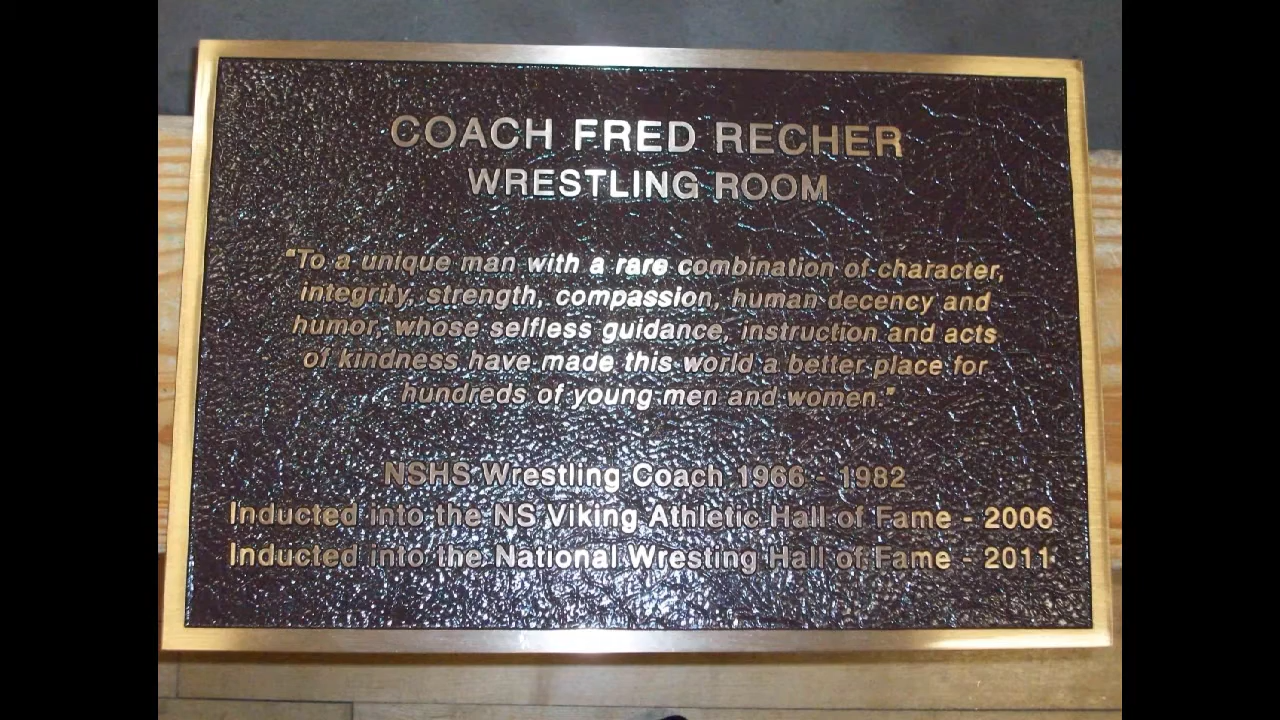 COACH FRED RECHER
WRESTLING ROOM
"To a unique man with a rare combination of character,
integrity, strength, compassion, human decency and
humor, whose selfless guidance, instruction and acts
of kindness have made this world a better place for
hundreds of young men and women."
NSHS Wrestling Coach 1966 - 1982
Inducted into the NS Viking Athletic Hall of Fame - 2006
Inducted into the National Wresting Hall of Fame - 2011